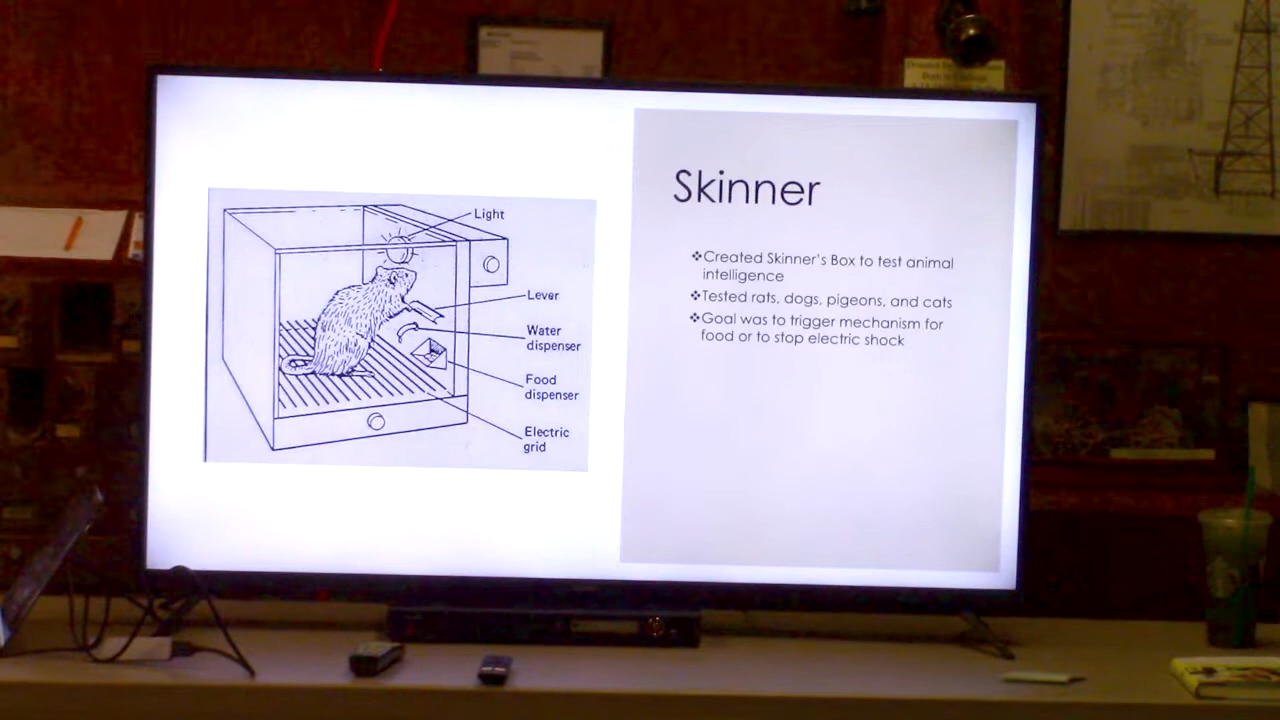 Light
Lever
Water
dispenser
Food
dispenser
Electric
grid
Skinner
❖Created Skinner's Box to test animal
intelligence
❖Tested rats, dogs, pigeons, and cats
❖Goal was to trigger mechanism for
food or to stop electric shock